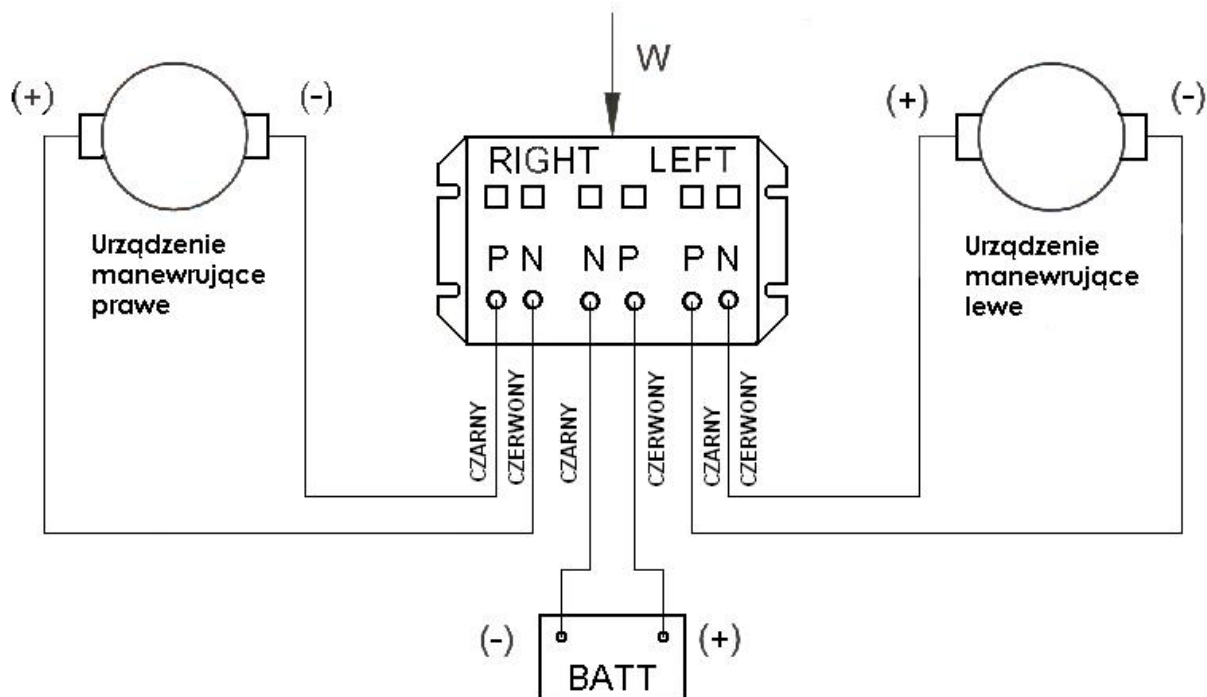 W
(+)
(-)
(+)
(-)
RIGHT
LEFT
Urządzenie
manewrujące
prawe
P N
N P
P N
Urządzenie
manewrujące
lewe
CZARNY
CZERWONY
CZARNY
CZERWONY
CZARNY
CZERWONY
(-)
(+)
BATT